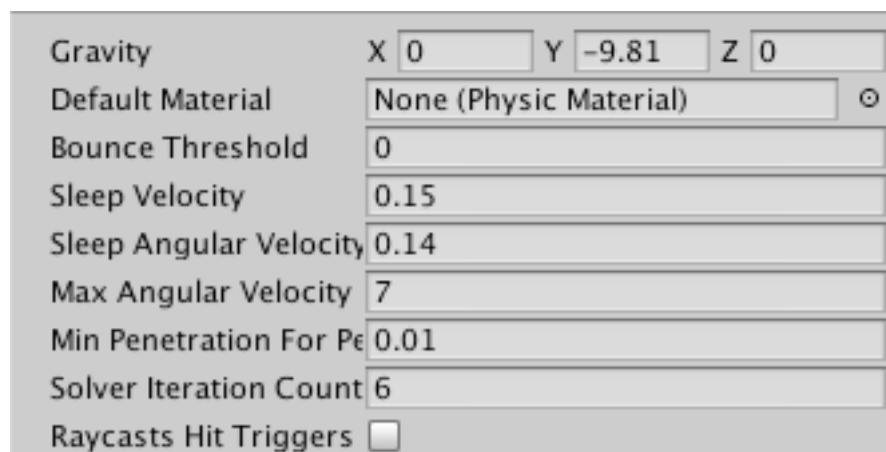 Gravity X 0 Y -9.81 Z 0
Default Material None (Physic Material)
Bounce Threshold 0
Sleep Velocity 0.15
Sleep Angular Velocity 0.14
Max Angular Velocity 7
Min Penetration For Pe 0.01
Solver Iteration Count 6
Raycasts Hit Triggers